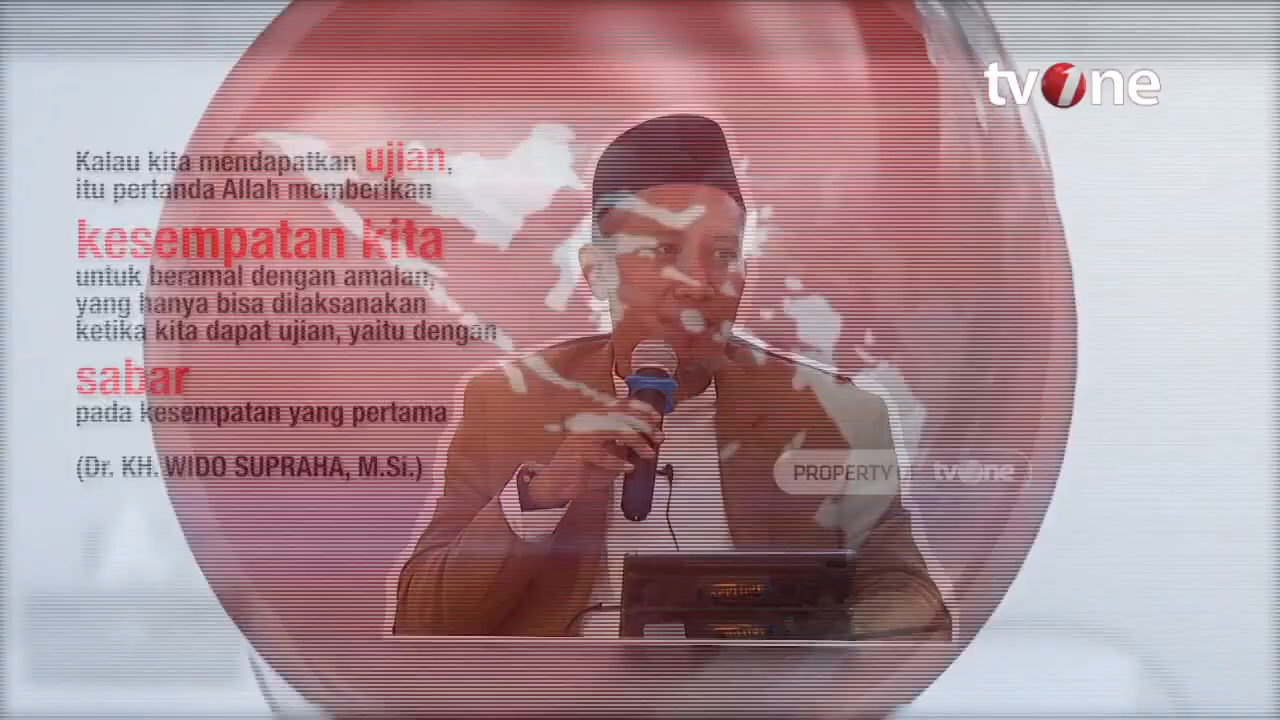 tvOne
Kalau kita mendapatkan ujian,
itu pertanda Allah memberikan
kesempatan kita
untuk beramal dengan amalan,
yang hanya bisa dilaksanakan
ketika kita dapat ujian, yaitu dengan
sabar
pada kesempatan yang pertama
(Dr. KH. WIDO SUPRAHA, M.Si.)
PROPERTY OF tvOne